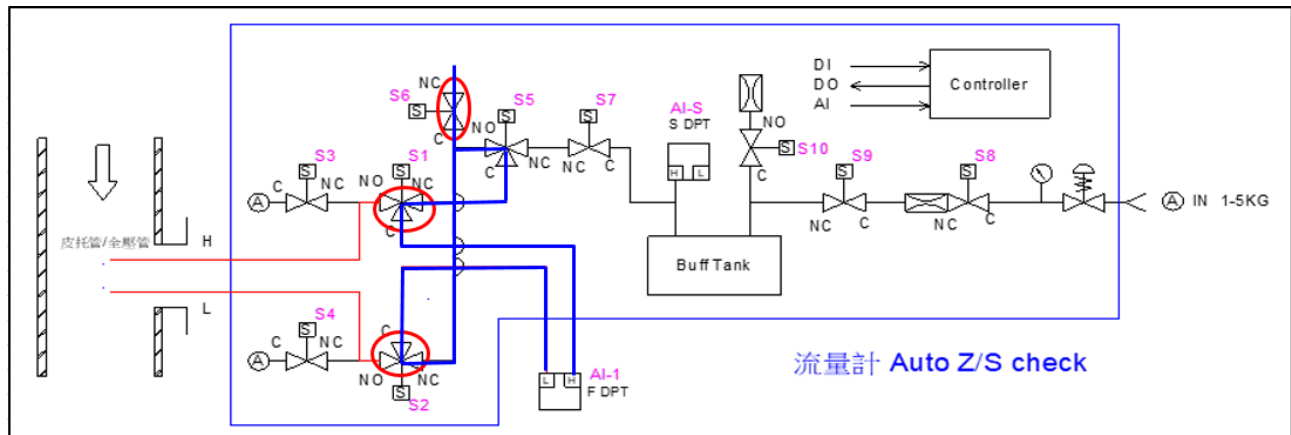 DI
DO
AI
Controller
NC
S6
S
C
NO
S5
S
C
NC
S7
S
NC
C
AI-S
S DPT
H
L
NO
S
S10
C
S9
S
NC
C
S8
S
NC
C
A
IN 1-5KG
S3
S
C
NC
A
S1
S
NO
NC
C
皮托管/全壓管
H
L
Buff Tank
S4
S
C
NC
A
C
NO
NC
S
S2
L
H
AI-1
F DPT
流量計 Auto Z/S check